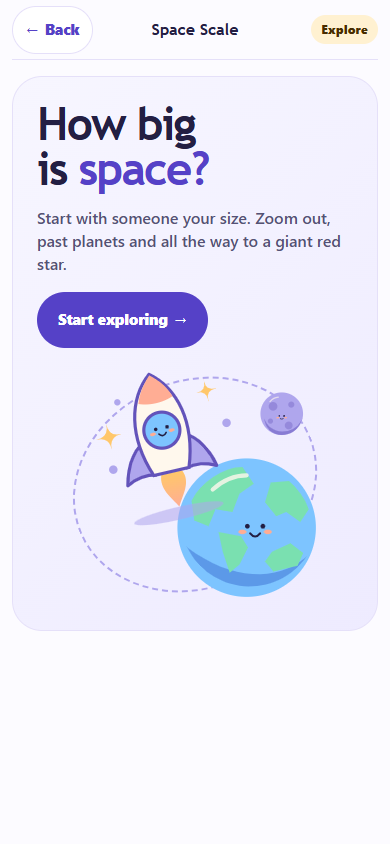 ← Back
Space Scale
Explore
How big
is space?
Start with someone your size. Zoom out,
past planets and all the way to a giant red
star.
Start exploring →